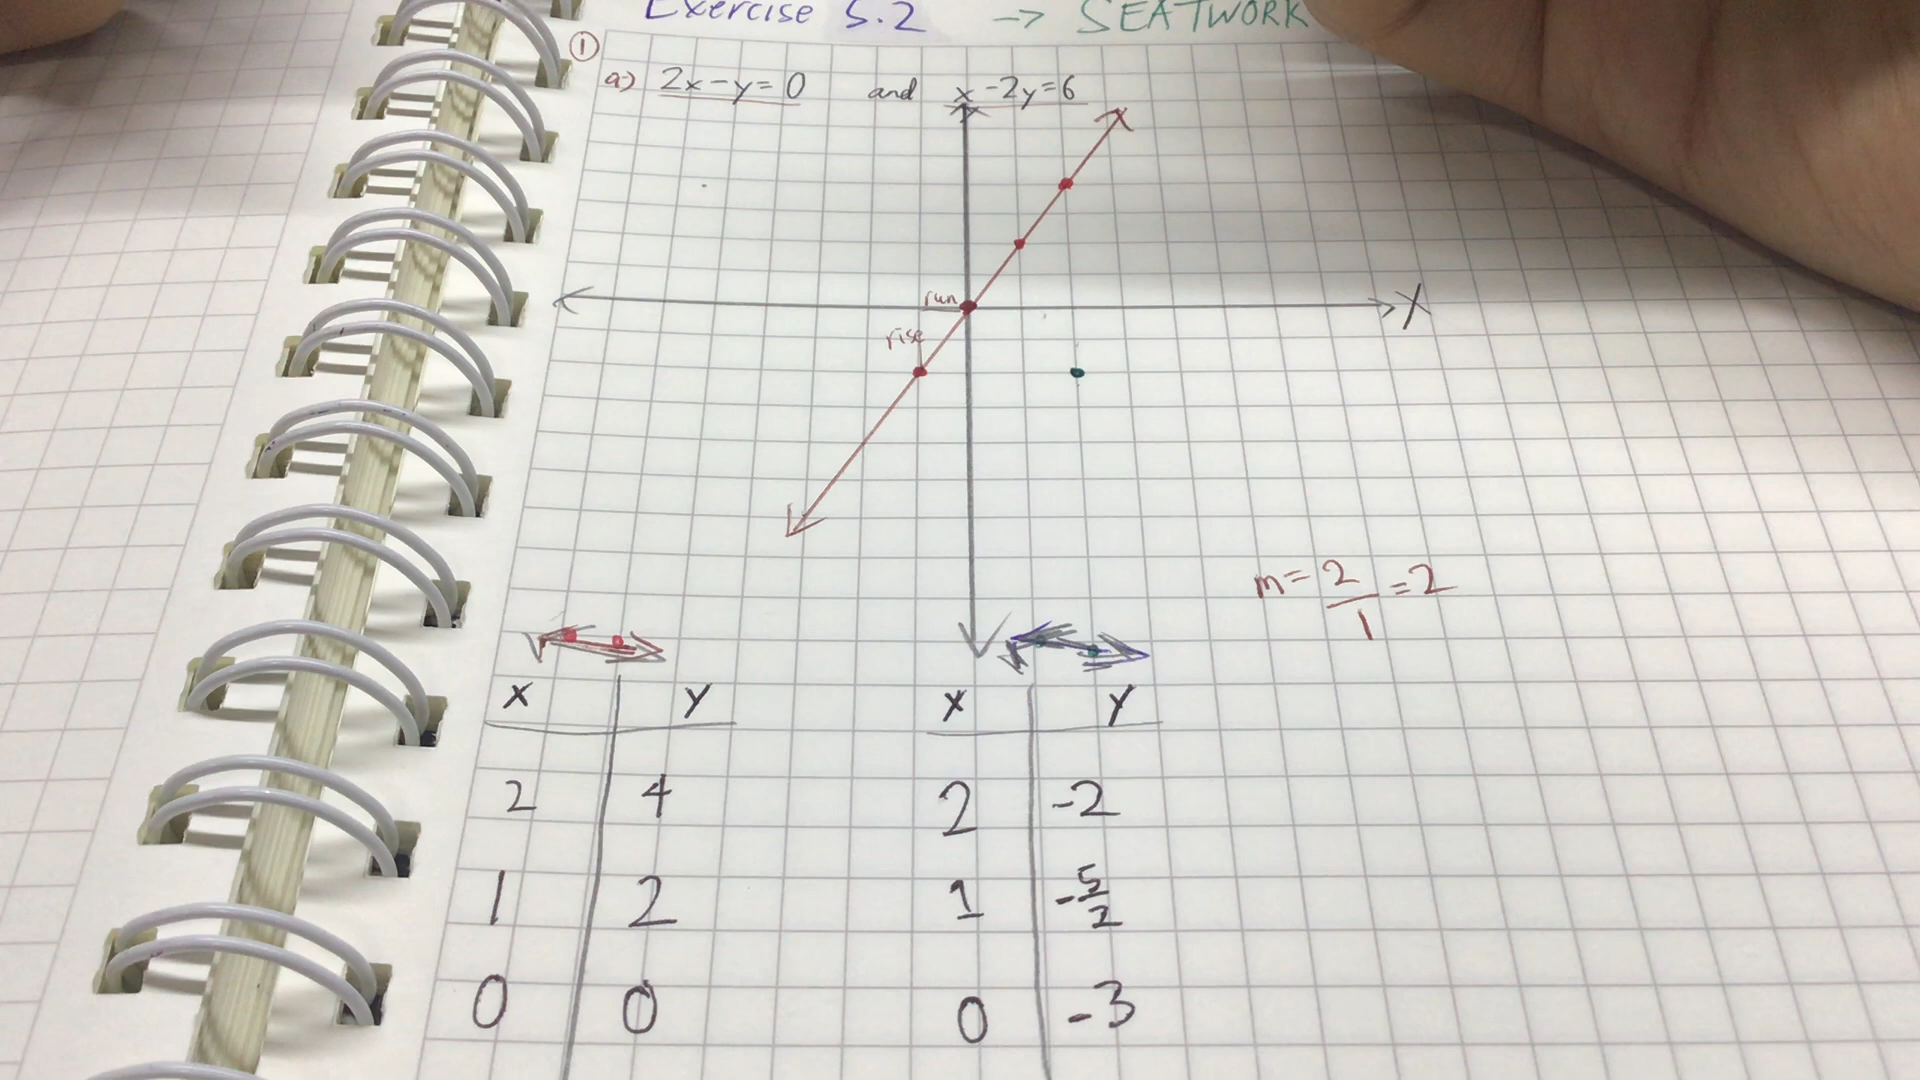 Exercise 5.2 -> SEATWORK
①
a) 2x-y=0 and x-2y=6
run
X
rise
m=2/1=2
x y x y
2 4 2 -2
1 2 1 -5/2
0 0 0 -3